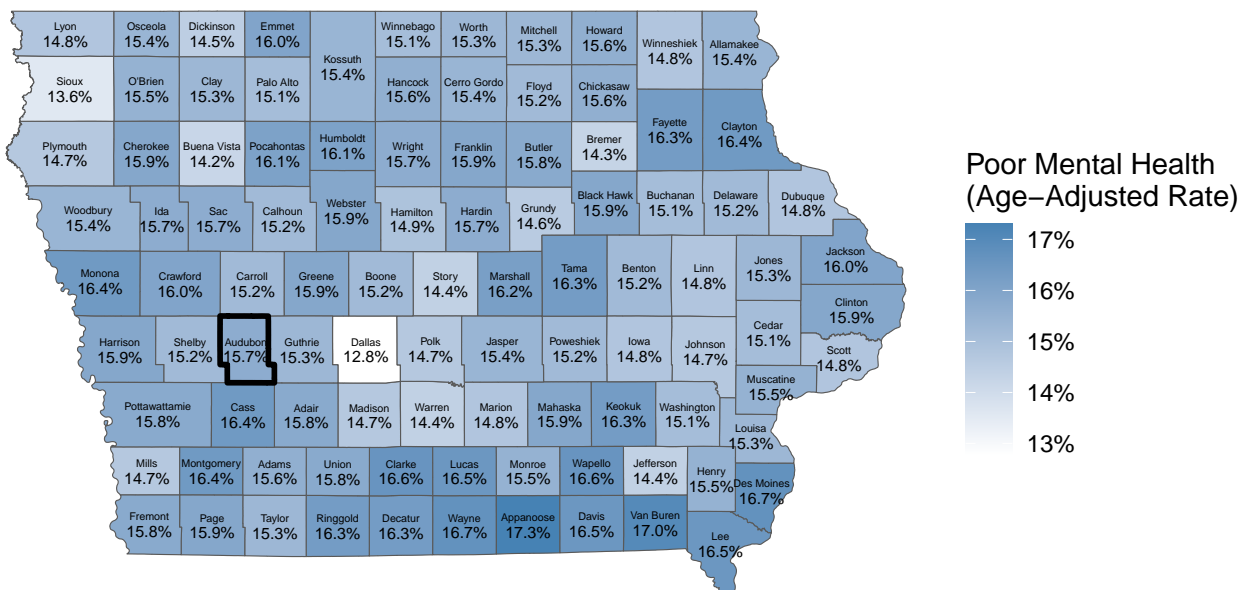 Lyon
14.8%
Osceola
15.4%
Dickinson
14.5%
Emmet
16.0%
Kossuth
15.4%
Winnebago
15.1%
Worth
15.3%
Mitchell
15.3%
Howard
15.6%
Winneshiek
14.8%
Allamakee
15.4%
Sioux
13.6%
O'Brien
15.5%
Clay
15.3%
Palo Alto
15.1%
Hancock
15.6%
Cerro Gordo
15.4%
Floyd
15.2%
Chickasaw
15.6%
Fayette
16.3%
Clayton
16.4%
Plymouth
14.7%
Cherokee
15.9%
Buena Vista
14.2%
Pocahontas
16.1%
Humboldt
16.1%
Wright
15.7%
Franklin
15.9%
Butler
15.8%
Bremer
14.3%
Woodbury
15.4%
Ida
15.7%
Sac
15.7%
Calhoun
15.2%
Webster
15.9%
Hamilton
14.9%
Hardin
15.7%
Grundy
14.6%
Black Hawk
15.9%
Buchanan
15.1%
Delaware
15.2%
Dubuque
14.8%
Monona
16.4%
Crawford
16.0%
Carroll
15.2%
Greene
15.9%
Boone
15.2%
Story
14.4%
Marshall
16.2%
Tama
16.3%
Benton
15.2%
Linn
14.8%
Jones
15.3%
Jackson
16.0%
Clinton
15.9%
Harrison
15.9%
Shelby
15.2%
Audubon
15.7%
Guthrie
15.3%
Dallas
12.8%
Polk
14.7%
Jasper
15.4%
Poweshiek
15.2%
Iowa
14.8%
Johnson
14.7%
Cedar
15.1%
Scott
14.8%
Muscatine
15.5%
Pottawattamie
15.8%
Cass
16.4%
Adair
15.8%
Madison
14.7%
Warren
14.4%
Marion
14.8%
Mahaska
15.9%
Keokuk
16.3%
Washington
15.1%
Louisa
15.3%
Mills
14.7%
Montgomery
16.4%
Adams
15.6%
Union
15.8%
Clarke
16.6%
Lucas
16.5%
Monroe
15.5%
Wapello
16.6%
Jefferson
14.4%
Henry
15.5%
Des Moines
16.7%
Fremont
15.8%
Page
15.9%
Taylor
15.3%
Ringgold
16.3%
Decatur
16.3%
Wayne
16.7%
Appanoose
17.3%
Davis
16.5%
Van Buren
17.0%
Lee
16.5%
Poor Mental Health
(Age−Adjusted Rate)
17%
16%
15%
14%
13%